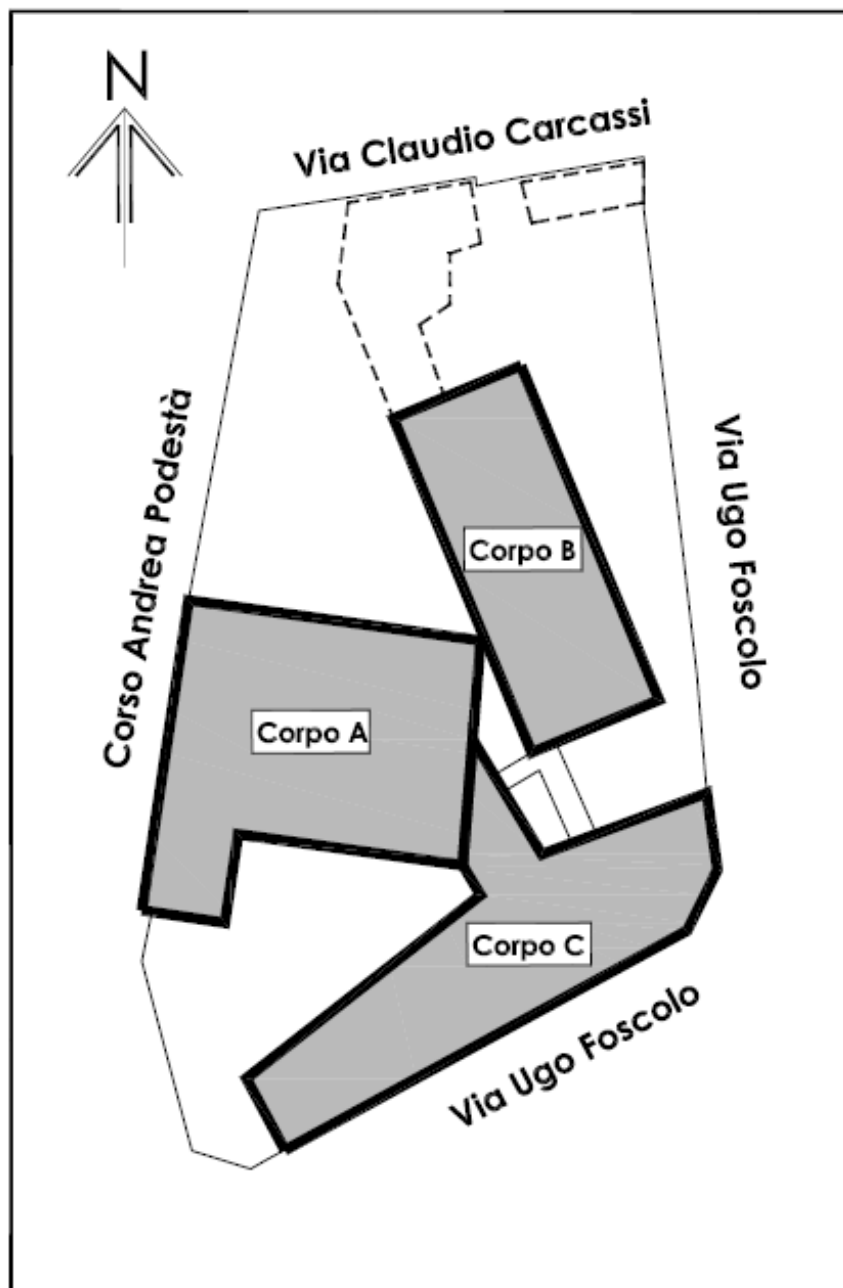 N
Via Claudio Carcassi
Corso Andrea Podestà
Via Ugo Foscolo
Corpo B
Corpo A
Corpo C
Via Ugo Foscolo